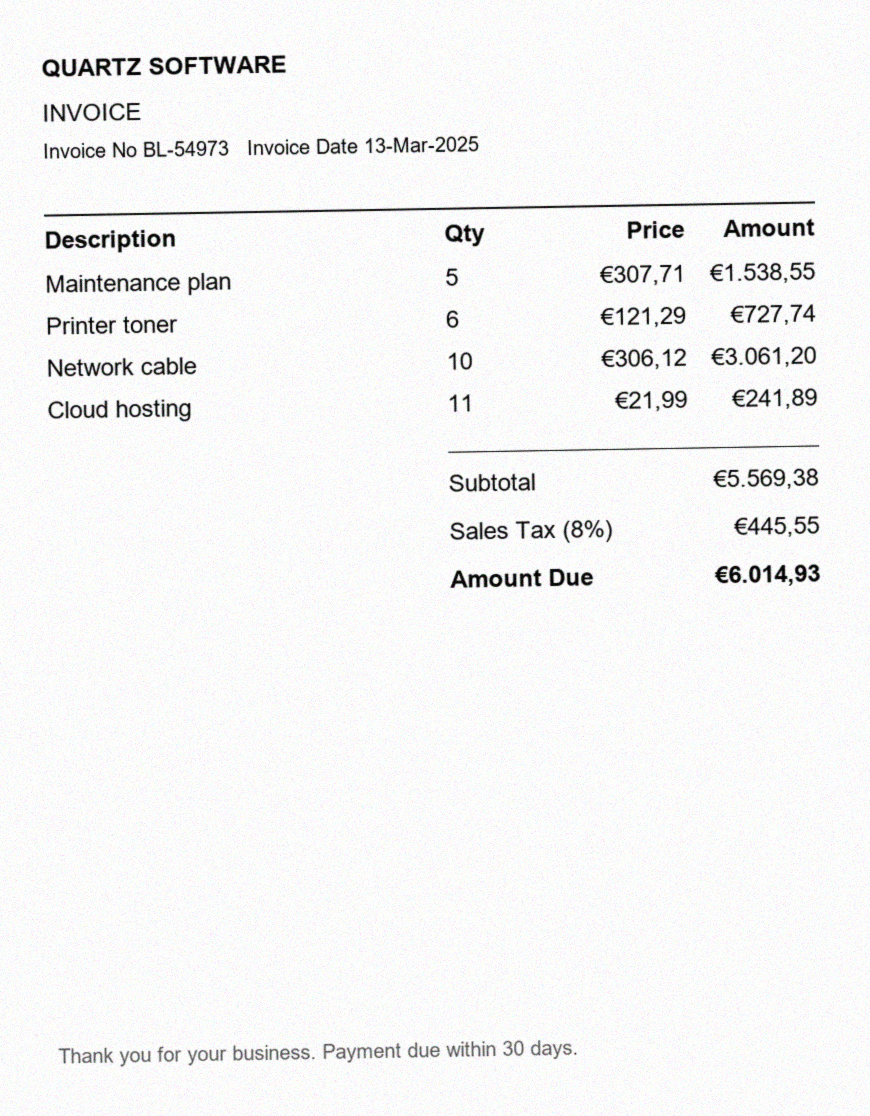 QUARTZ SOFTWARE
INVOICE
Invoice No BL-54973 Invoice Date 13-Mar-2025
Description Qty Price Amount
Maintenance plan 5 €307,71 €1.538,55
Printer toner 6 €121,29 €727,74
Network cable 10 €306,12 €3.061,20
Cloud hosting 11 €21,99 €241,89
Subtotal €5.569,38
Sales Tax (8%) €445,55
Amount Due €6.014,93
Thank you for your business. Payment due within 30 days.